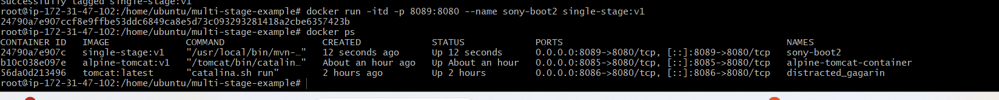 Successfully tagged single-stage:v1
root@ip-172-31-47-102:/home/ubuntu/multi-stage-example# docker run -itd -p 8089:8080 --name sony-boot2 single-stage:v1
24790a7e907ccf8e9ffbe53ddc6849ca8e5d73c093293281418a2cbe6357423b
root@ip-172-31-47-102:/home/ubuntu/multi-stage-example# docker ps
CONTAINER ID   IMAGE              COMMAND                  CREATED             STATUS             PORTS                                         NAMES
24790a7e907c   single-stage:v1    "/usr/local/bin/mvn-…"   12 seconds ago      Up 12 seconds      0.0.0.0:8089->8080/tcp, [::]:8089->8080/tcp   sony-boot2
b10c038e097e   alpine-tomcat:v1   "/tomcat/bin/catalin…"   About an hour ago   Up About an hour   0.0.0.0:8085->8080/tcp, [::]:8085->8080/tcp   alpine-tomcat-container
56da0d213496   tomcat:latest      "catalina.sh run"        2 hours ago         Up 2 hours         0.0.0.0:8086->8080/tcp, [::]:8086->8080/tcp   distracted_gagarin
root@ip-172-31-47-102:/home/ubuntu/multi-stage-example#